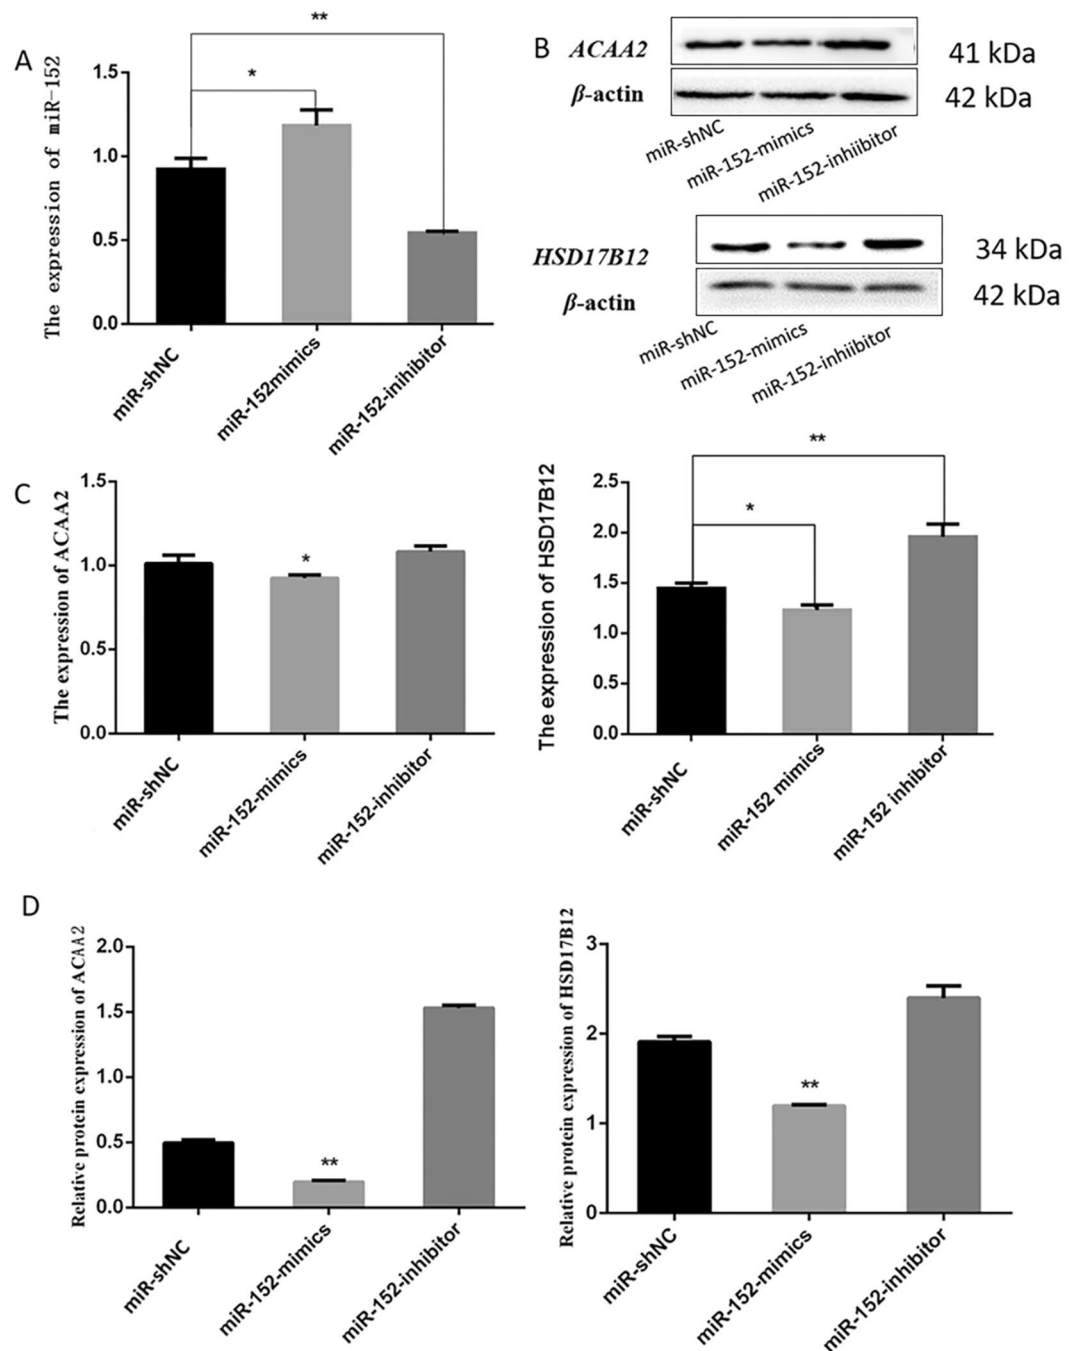 A
The expression of miR-152
1.5
1.0
0.5
0.0
*
**
miR-shNC
miR-152mimics
miR-152-inihibitor
B
ACAA2
41 kDa
β-actin
42 kDa
miR-shNC
miR-152-mimics
miR-152-inhiibitor
HSD17B12
34 kDa
β-actin
42 kDa
miR-shNC
miR-152-mimics
miR-152-inhiibitor
C
The expression of ACAA2
1.5
1.0
0.5
0.0
*
miR-shNC
miR-152-mimics
miR-152-inhibitor
The expression of HSD17B12
2.5
2.0
1.5
1.0
0.5
0.0
*
**
miR-shNC
miR-152 mimics
miR-152 inhibitor
D
Relative protein expression of ACAA2
2.0
1.5
1.0
0.5
0.0
**
miR-shNC
miR-152-mimics
miR-152-inhibitor
Relative protein expression of HSD17B12
3
2
1
0
**
miR-shNC
miR-152-mimics
miR-152-inhibitor